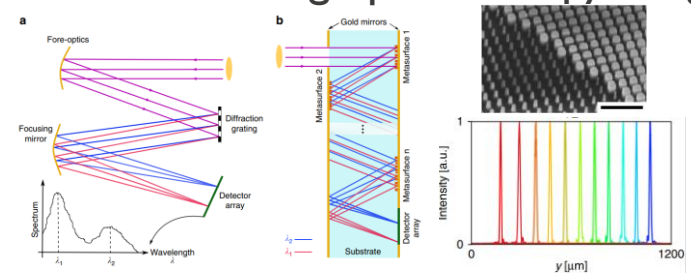 a
Fore-optics
Diffraction
grating
Focusing
mirror
Detector
array
Spectrum
Wavelength
λ1
λ2
λ
b
Gold mirrors
Metasurface 1
Metasurface 2
Metasurface n
Detector
array
λ2
λ1
Substrate
Intensity [a.u.]
1
0
0
1200
y [μm]